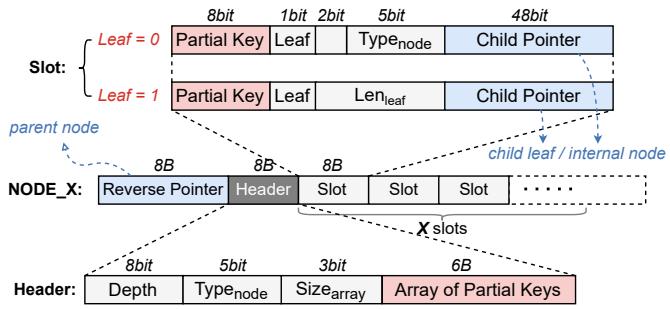 8bit 1bit 2bit 5bit 48bit
Leaf = 0 Partial Key Leaf Typenode Child Pointer
Slot:
Leaf = 1 Partial Key Leaf Lenleaf Child Pointer
parent node
child leaf / internal node
8B 8B 8B
NODE_X: Reverse Pointer Header Slot Slot Slot ·····
X slots
8bit 5bit 3bit 6B
Header: Depth Typenode Sizearray Array of Partial Keys